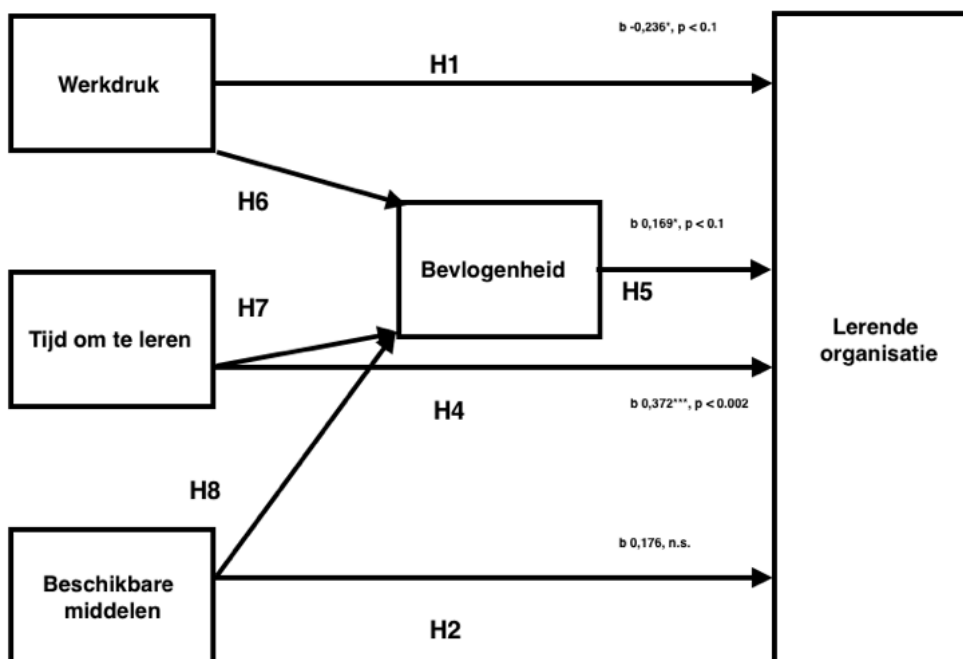 b -0,236*, p < 0.1
H1
Werkdruk
H6
b 0,169*, p < 0.1
Bevlogenheid
H5
H7
Tijd om te leren
Lerende
organisatie
H4
b 0,372***, p < 0.002
H8
b 0,176, n.s.
Beschikbare
middelen
H2